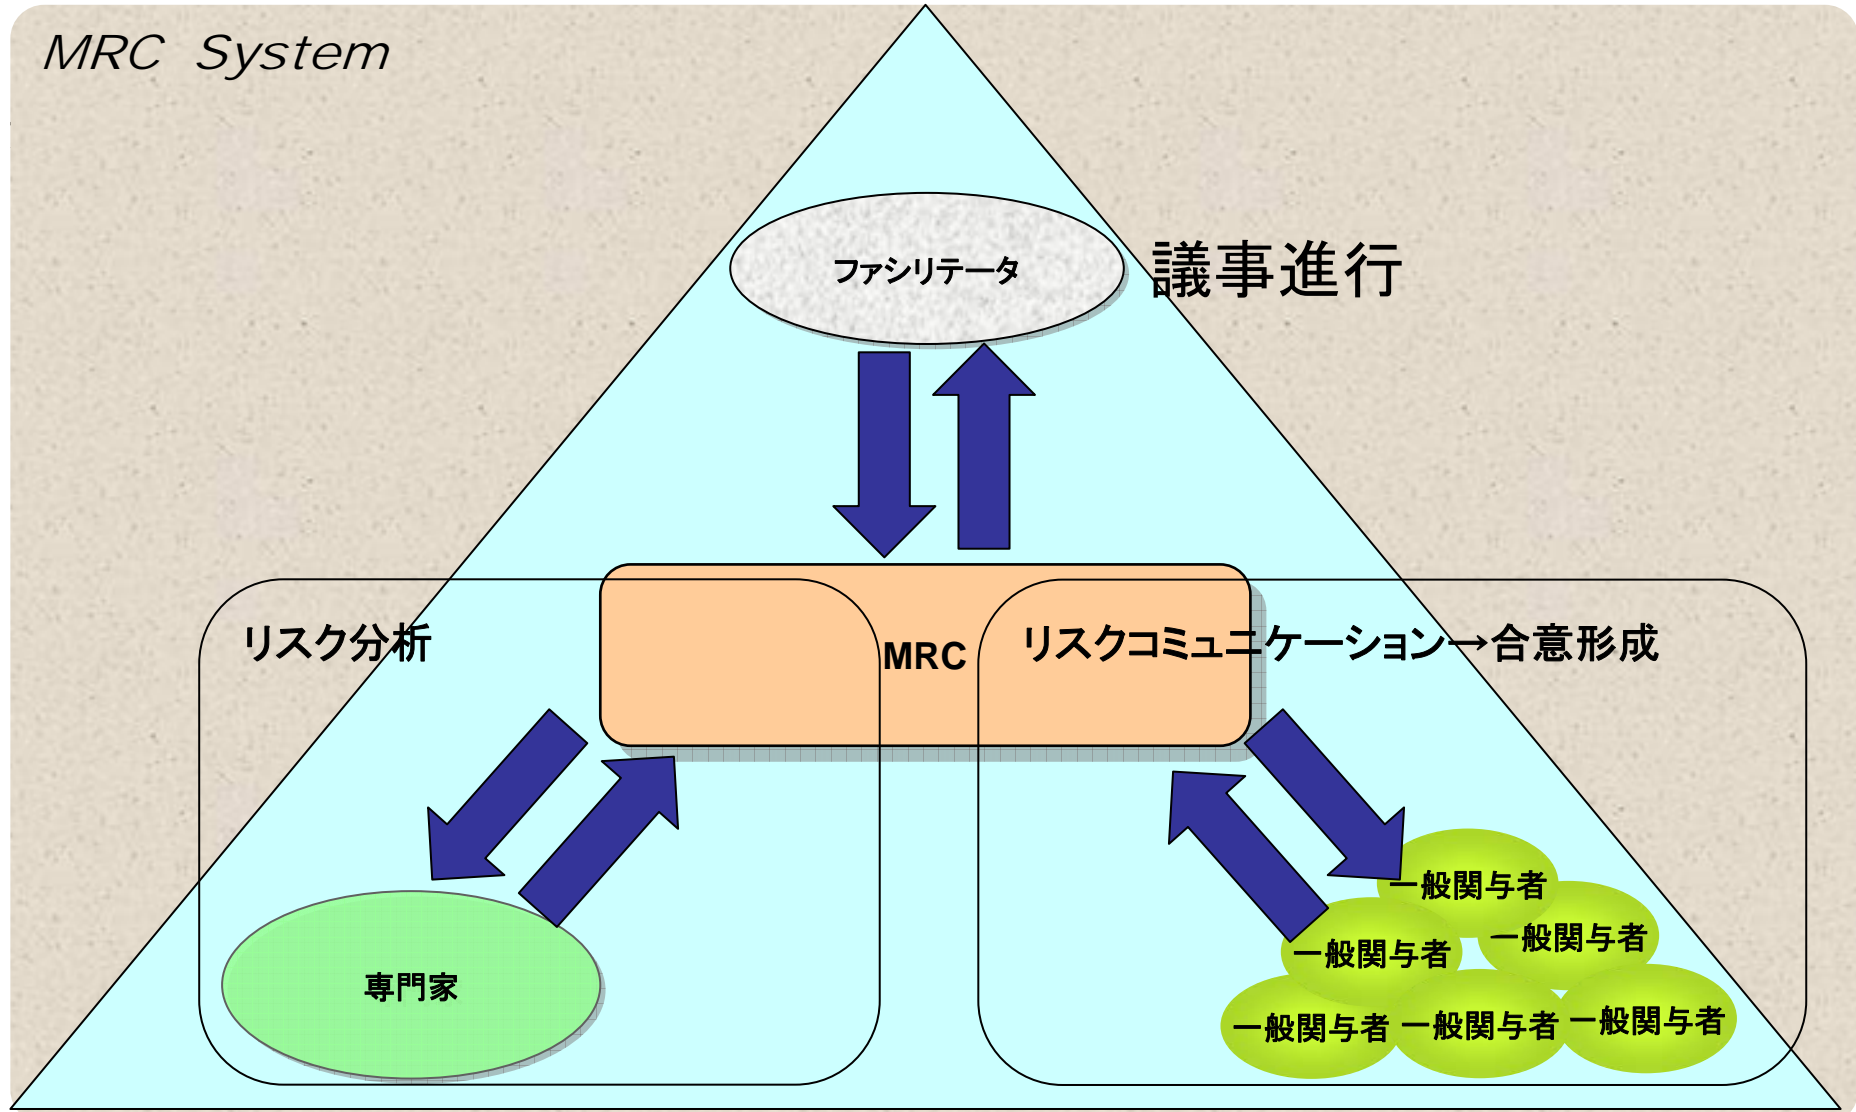 MRC System
ファシリテータ
議事進行
リスク分析
MRC
リスクコミュニケーション→合意形成
専門家
一般関与者
一般関与者
一般関与者
一般関与者
一般関与者
一般関与者